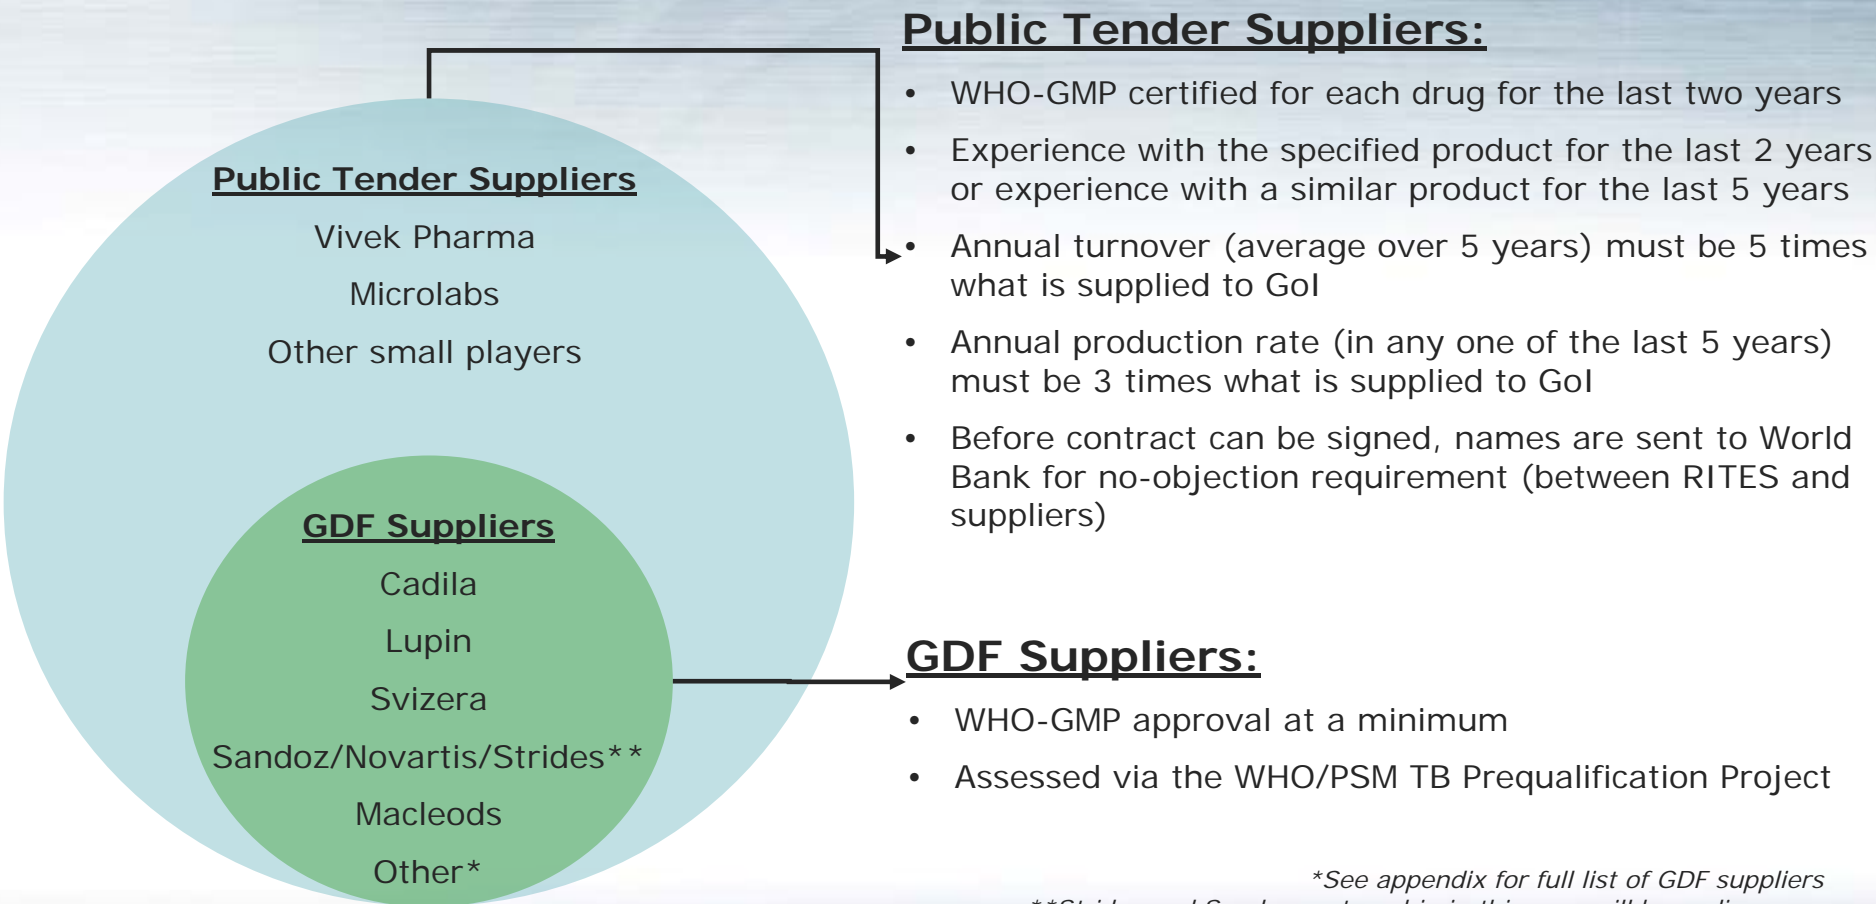 Public Tender Suppliers
Vivek Pharma
Microlabs
Other small players
GDF Suppliers
Cadila
Lupin
Svizera
Sandoz/Novartis/Strides**
Macleods
Other*
Public Tender Suppliers:
• WHO-GMP certified for each drug for the last two years
• Experience with the specified product for the last 2 years
or experience with a similar product for the last 5 years
• Annual turnover (average over 5 years) must be 5 times
what is supplied to GoI
• Annual production rate (in any one of the last 5 years)
must be 3 times what is supplied to GoI
• Before contract can be signed, names are sent to World
Bank for no-objection requirement (between RITES and
suppliers)
GDF Suppliers:
• WHO-GMP approval at a minimum
• Assessed via the WHO/PSM TB Prequalification Project
*See appendix for full list of GDF suppliers